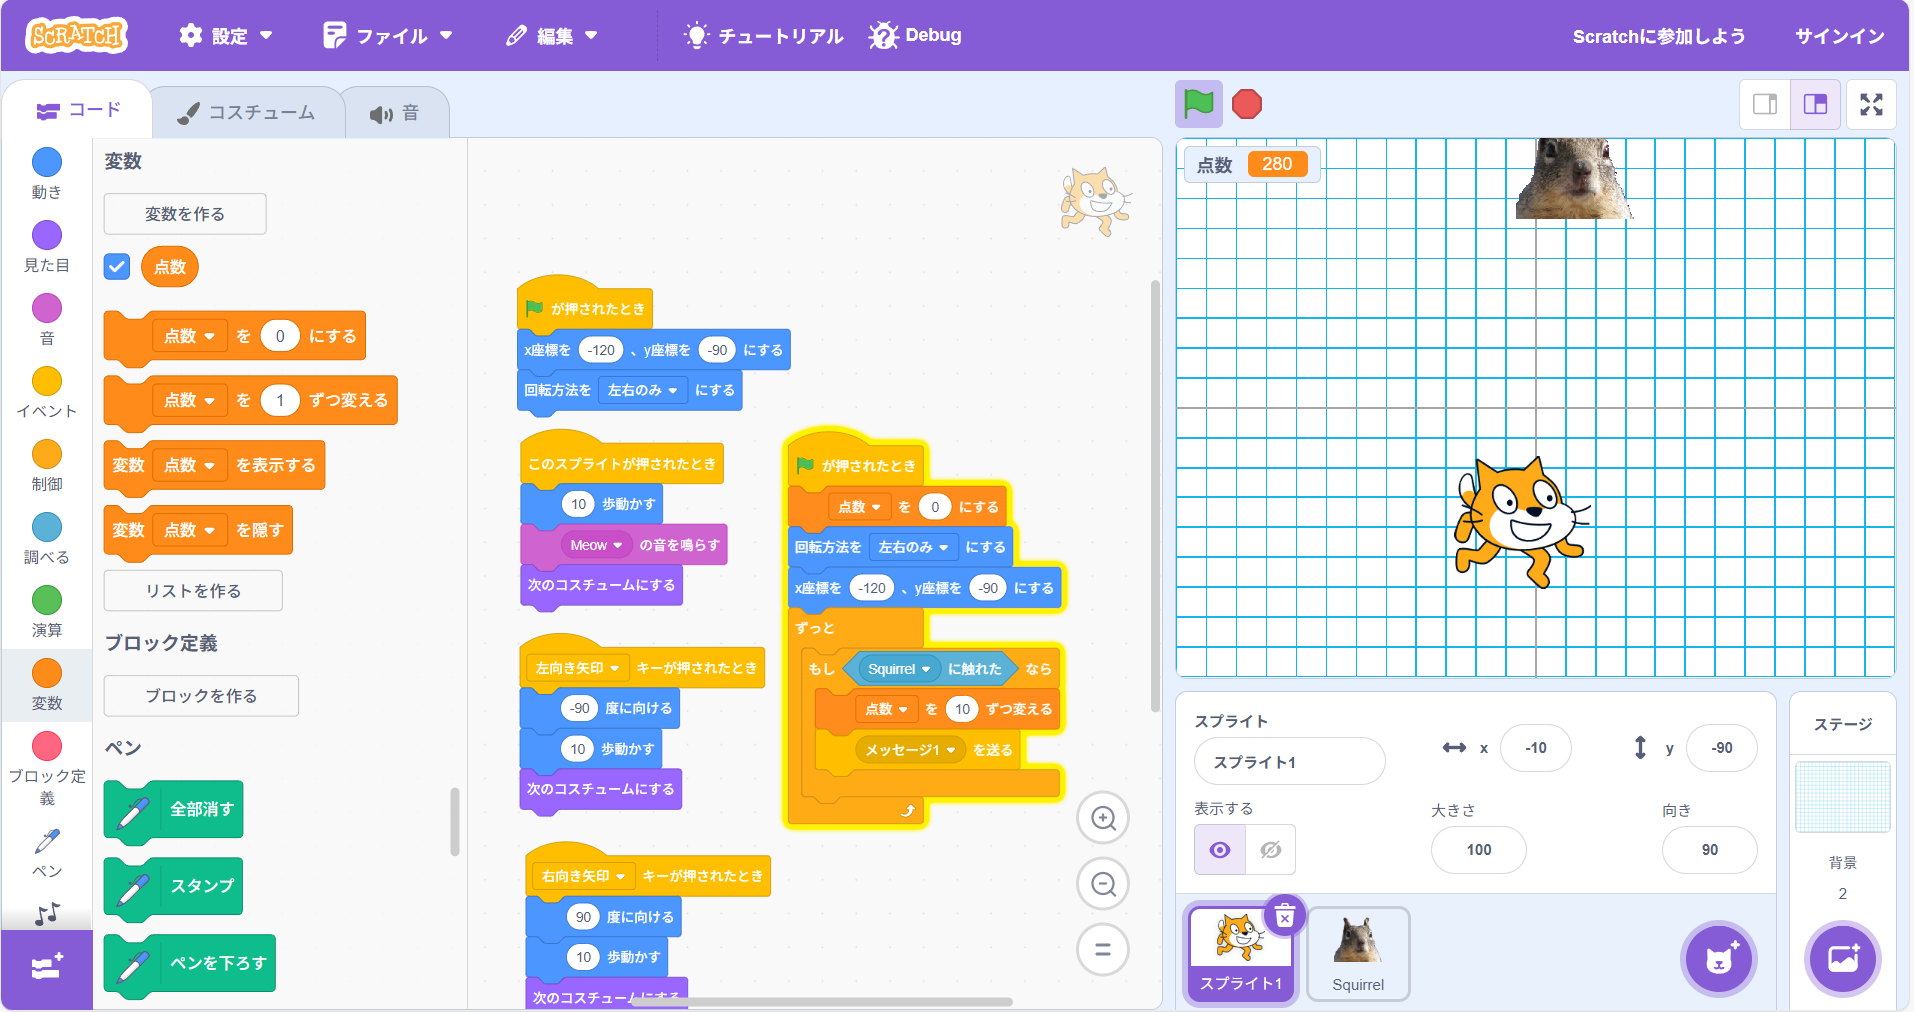 SCRATCH
設定
ファイル
編集
チュートリアル
Debug
Scratchに参加しよう
サインイン
コード
コスチューム
音
動き
見た目
音
イベント
制御
調べる
演算
変数
ブロック定
義
ペン
変数
変数を作る
点数
点数 を 0 にする
点数 を 1 ずつ変える
変数 点数 を表示する
変数 点数 を隠す
リストを作る
ブロック定義
ブロックを作る
ペン
全部消す
スタンプ
ペンを下ろす
が押されたとき
x座標を -120 、y座標を -90 にする
回転方法を 左右のみ にする
このスプライトが押されたとき
10 歩動かす
Meow の音を鳴らす
次のコスチュームにする
左向き矢印 キーが押されたとき
-90 度に向ける
10 歩動かす
次のコスチュームにする
右向き矢印 キーが押されたとき
90 度に向ける
10 歩動かす
次のコスチュームにする
が押されたとき
点数 を 0 にする
回転方法を 左右のみ にする
x座標を -120 、y座標を -90 にする
ずっと
もし Squirrel に触れた なら
点数 を 10 ずつ変える
メッセージ1 を送る
点数 280
スプライト
スプライト1
x -10
y -90
表示する
大きさ
100
向き
90
スプライト1
Squirrel
ステージ
背景
2